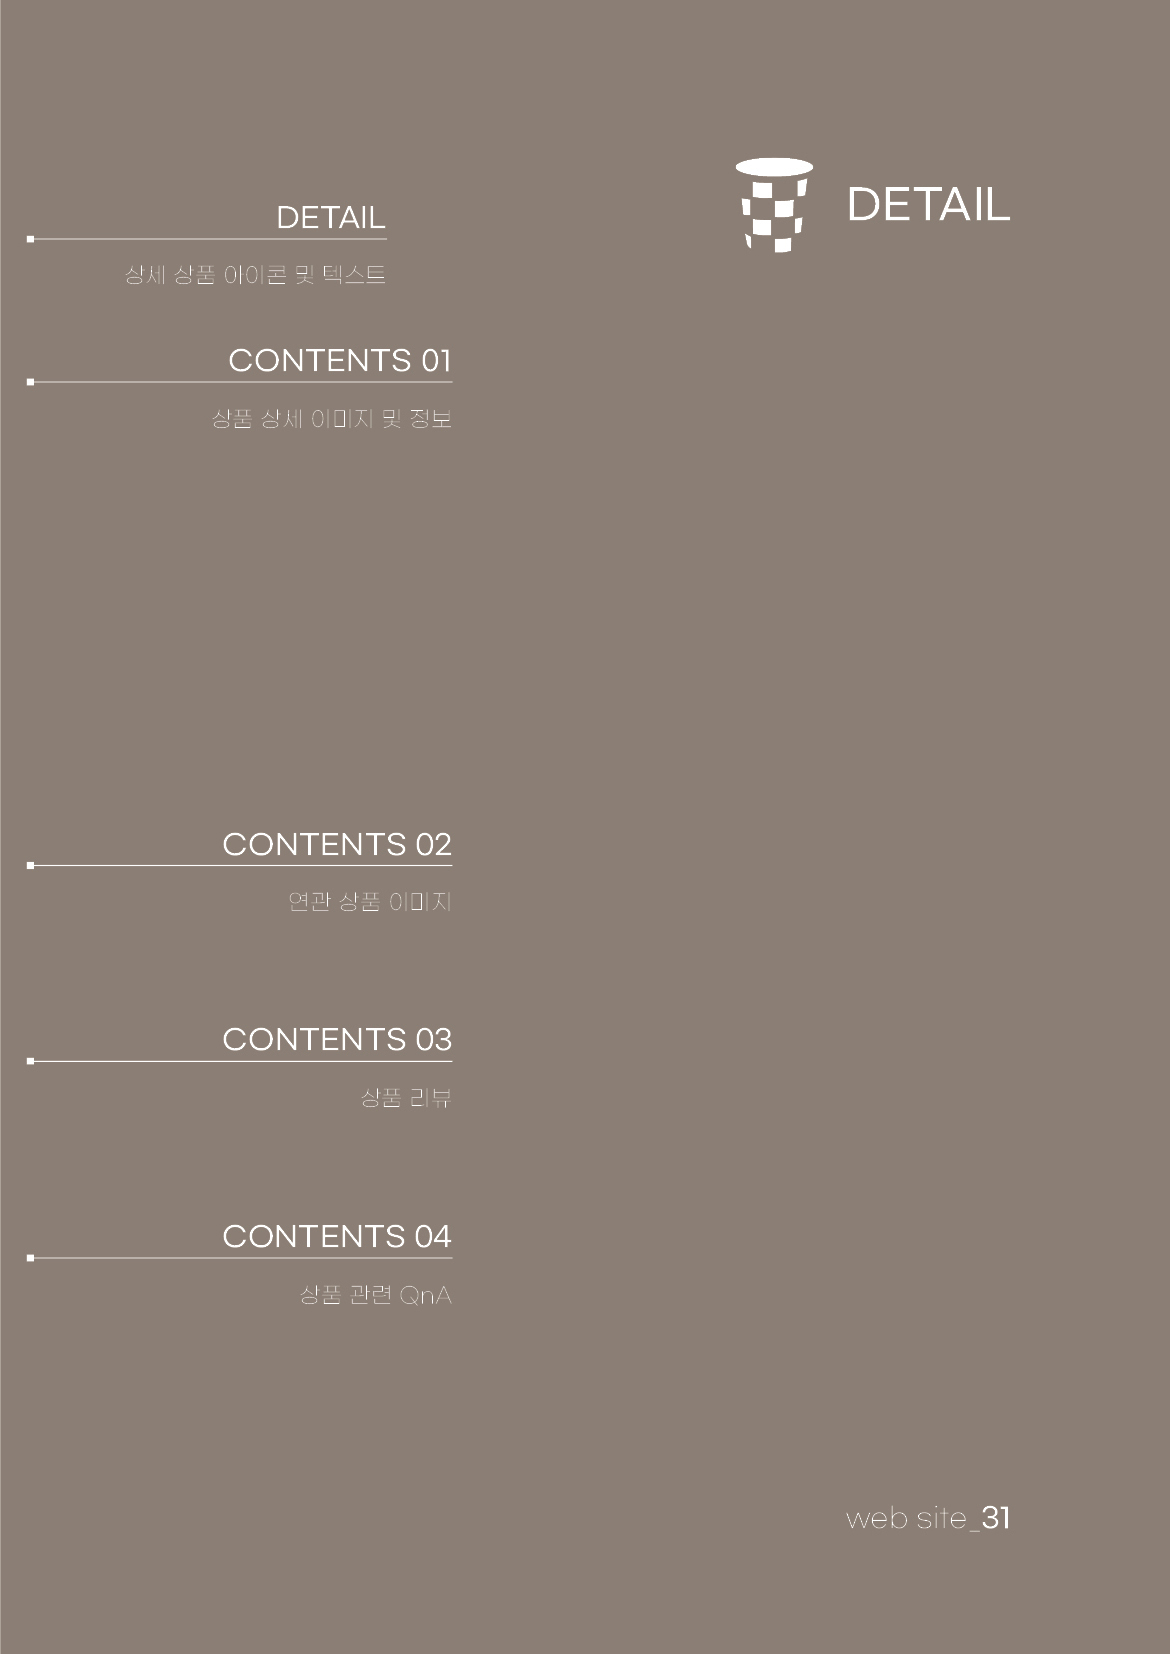 DETAIL
DETAIL
상세 상품 아이콘 및 텍스트
CONTENTS 01
상품 상세 이미지 및 정보
CONTENTS 02
연관 상품 이미지
CONTENTS 03
상품 리뷰
CONTENTS 04
상품 관련 QnA
web site_31